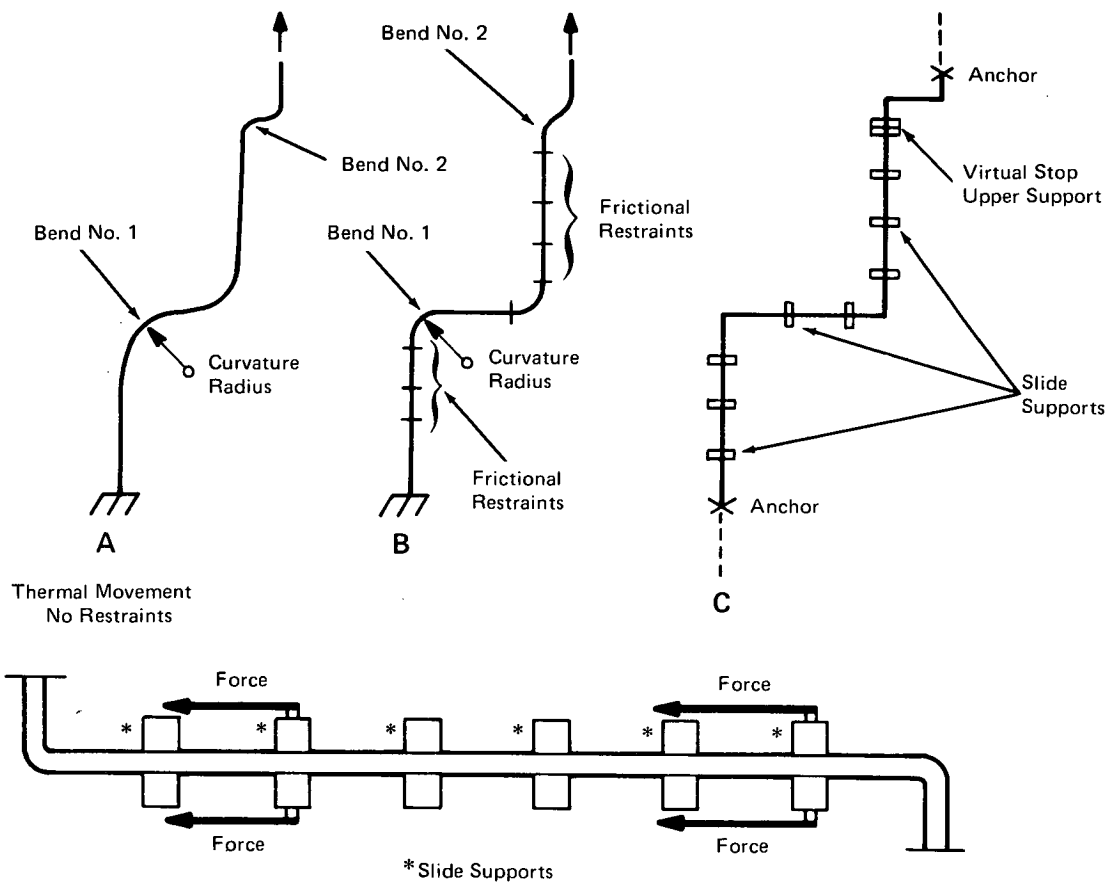 Bend No. 2
Bend No. 2
Bend No. 1
Curvature
Radius
A
Thermal Movement
No Restraints
Bend No. 1
Frictional
Restraints
Curvature
Radius
Frictional
Restraints
B
Anchor
Virtual Stop
Upper Support
Slide
Supports
Anchor
C
Force
Force
* * * * * *
Force
Force
*Slide Supports